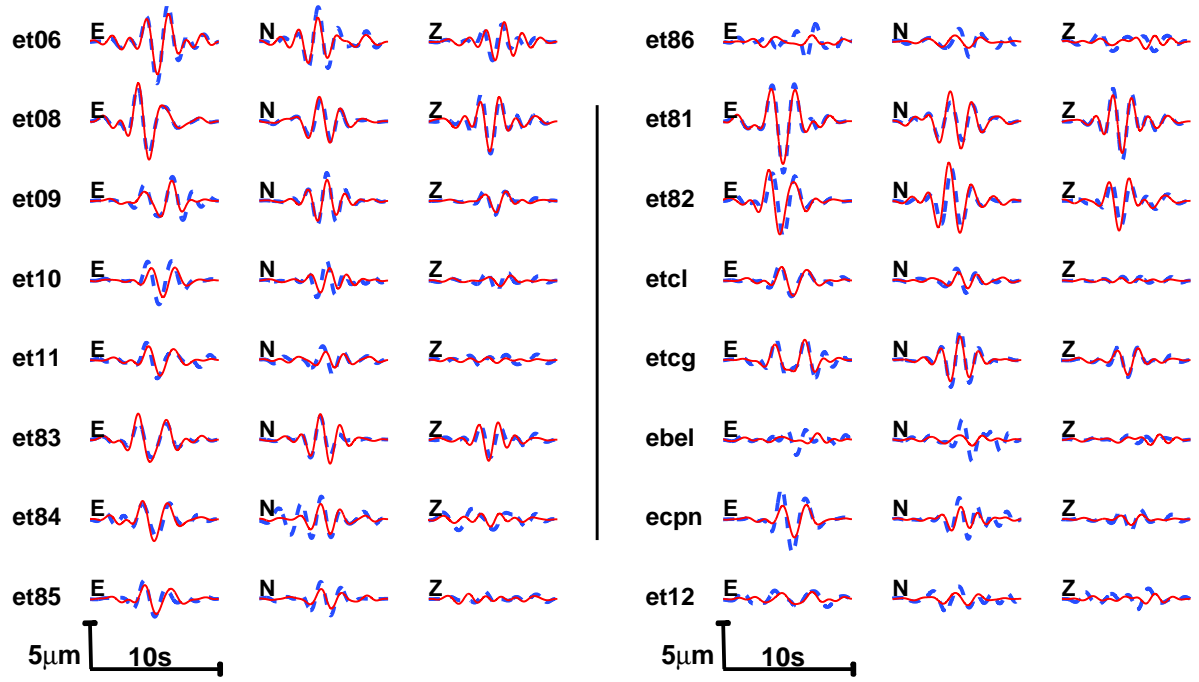 et06 E N Z
et08 E N Z
et09 E N Z
et10 E N Z
et11 E N Z
et83 E N Z
et84 E N Z
et85 E N Z
5μm 10s
et86 E N Z
et81 E N Z
et82 E N Z
etcl E N Z
etcg E N Z
ebel E N Z
ecpn E N Z
et12 E N Z
5μm 10s